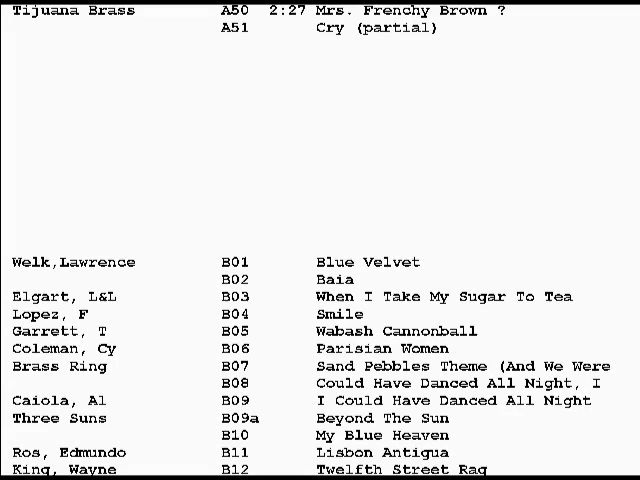 Tijuana Brass A50 2:27 Mrs. Frenchy Brown ?
A51 Cry (partial)
Welk,Lawrence B01 Blue Velvet
B02 Baia
Elgart, L&L B03 When I Take My Sugar To Tea
Lopez, F B04 Smile
Garrett, T B05 Wabash Cannonball
Coleman, Cy B06 Parisian Women
Brass Ring B07 Sand Pebbles Theme (And We Were
B08 Could Have Danced All Night, I
Caiola, Al B09 I Could Have Danced All Night
Three Suns B09a Beyond The Sun
B10 My Blue Heaven
Ros, Edmundo B11 Lisbon Antigua
King, Wayne B12 Twelfth Street Rag